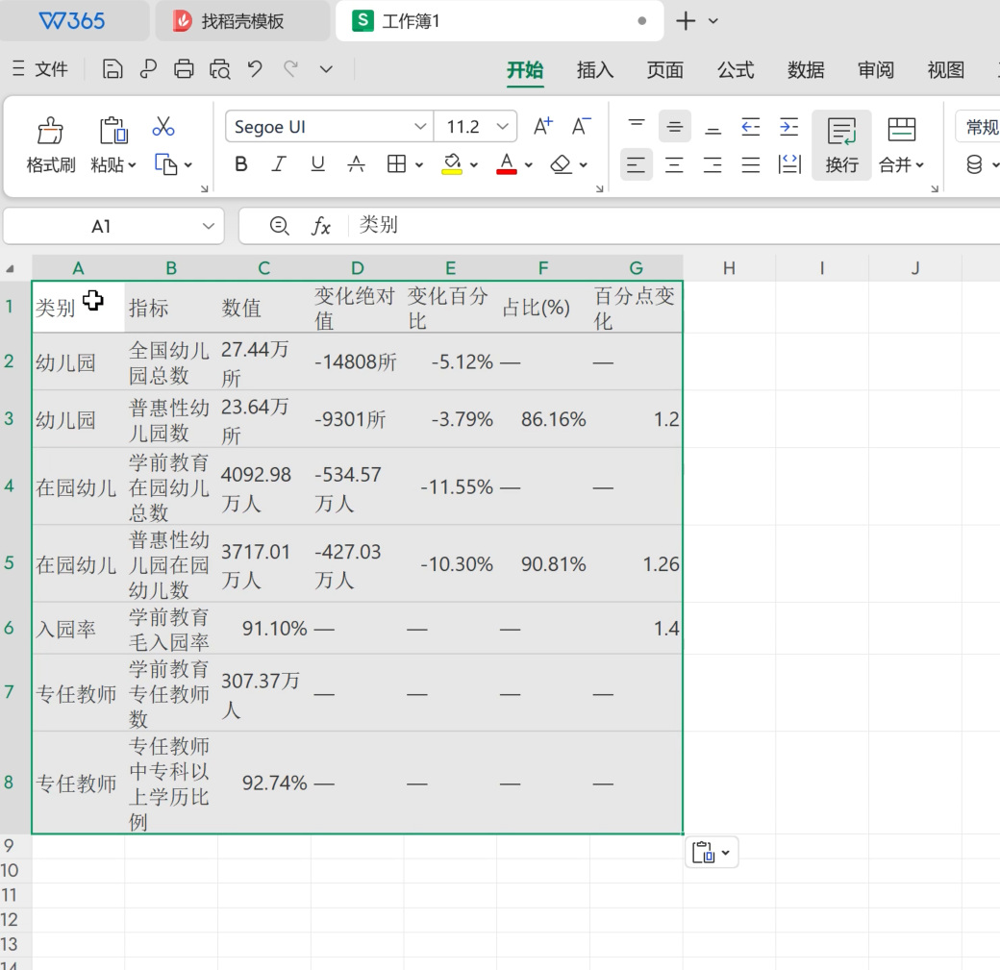 W365
找稻壳模板
S 工作簿1
文件
开始 插入 页面 公式 数据 审阅 视图
Segoe UI 11.2 A+ A-
格式刷 粘贴 换行 合并 常规
B I U A A
A1 fx 类别
A B C D E F G H I J
1 类别 指标 数值 变化绝对值 变化百分比 占比(%) 百分点变化
2 幼儿园 全国幼儿园总数 27.44万所 -14808所 -5.12% — —
3 幼儿园 普惠性幼儿园数 23.64万所 -9301所 -3.79% 86.16% 1.2
4 在园幼儿 学前教育在园幼儿总数 4092.98万人 -534.57万人 -11.55% — —
5 在园幼儿 普惠性幼儿园在园幼儿数 3717.01万人 -427.03万人 -10.30% 90.81% 1.26
6 入园率 学前教育毛入园率 91.10% — — — 1.4
7 专任教师 学前教育专任教师数 307.37万人 — — — —
8 专任教师 专任教师中专科以上学历比例 92.74% — — — —
9
10
11
12
13
14